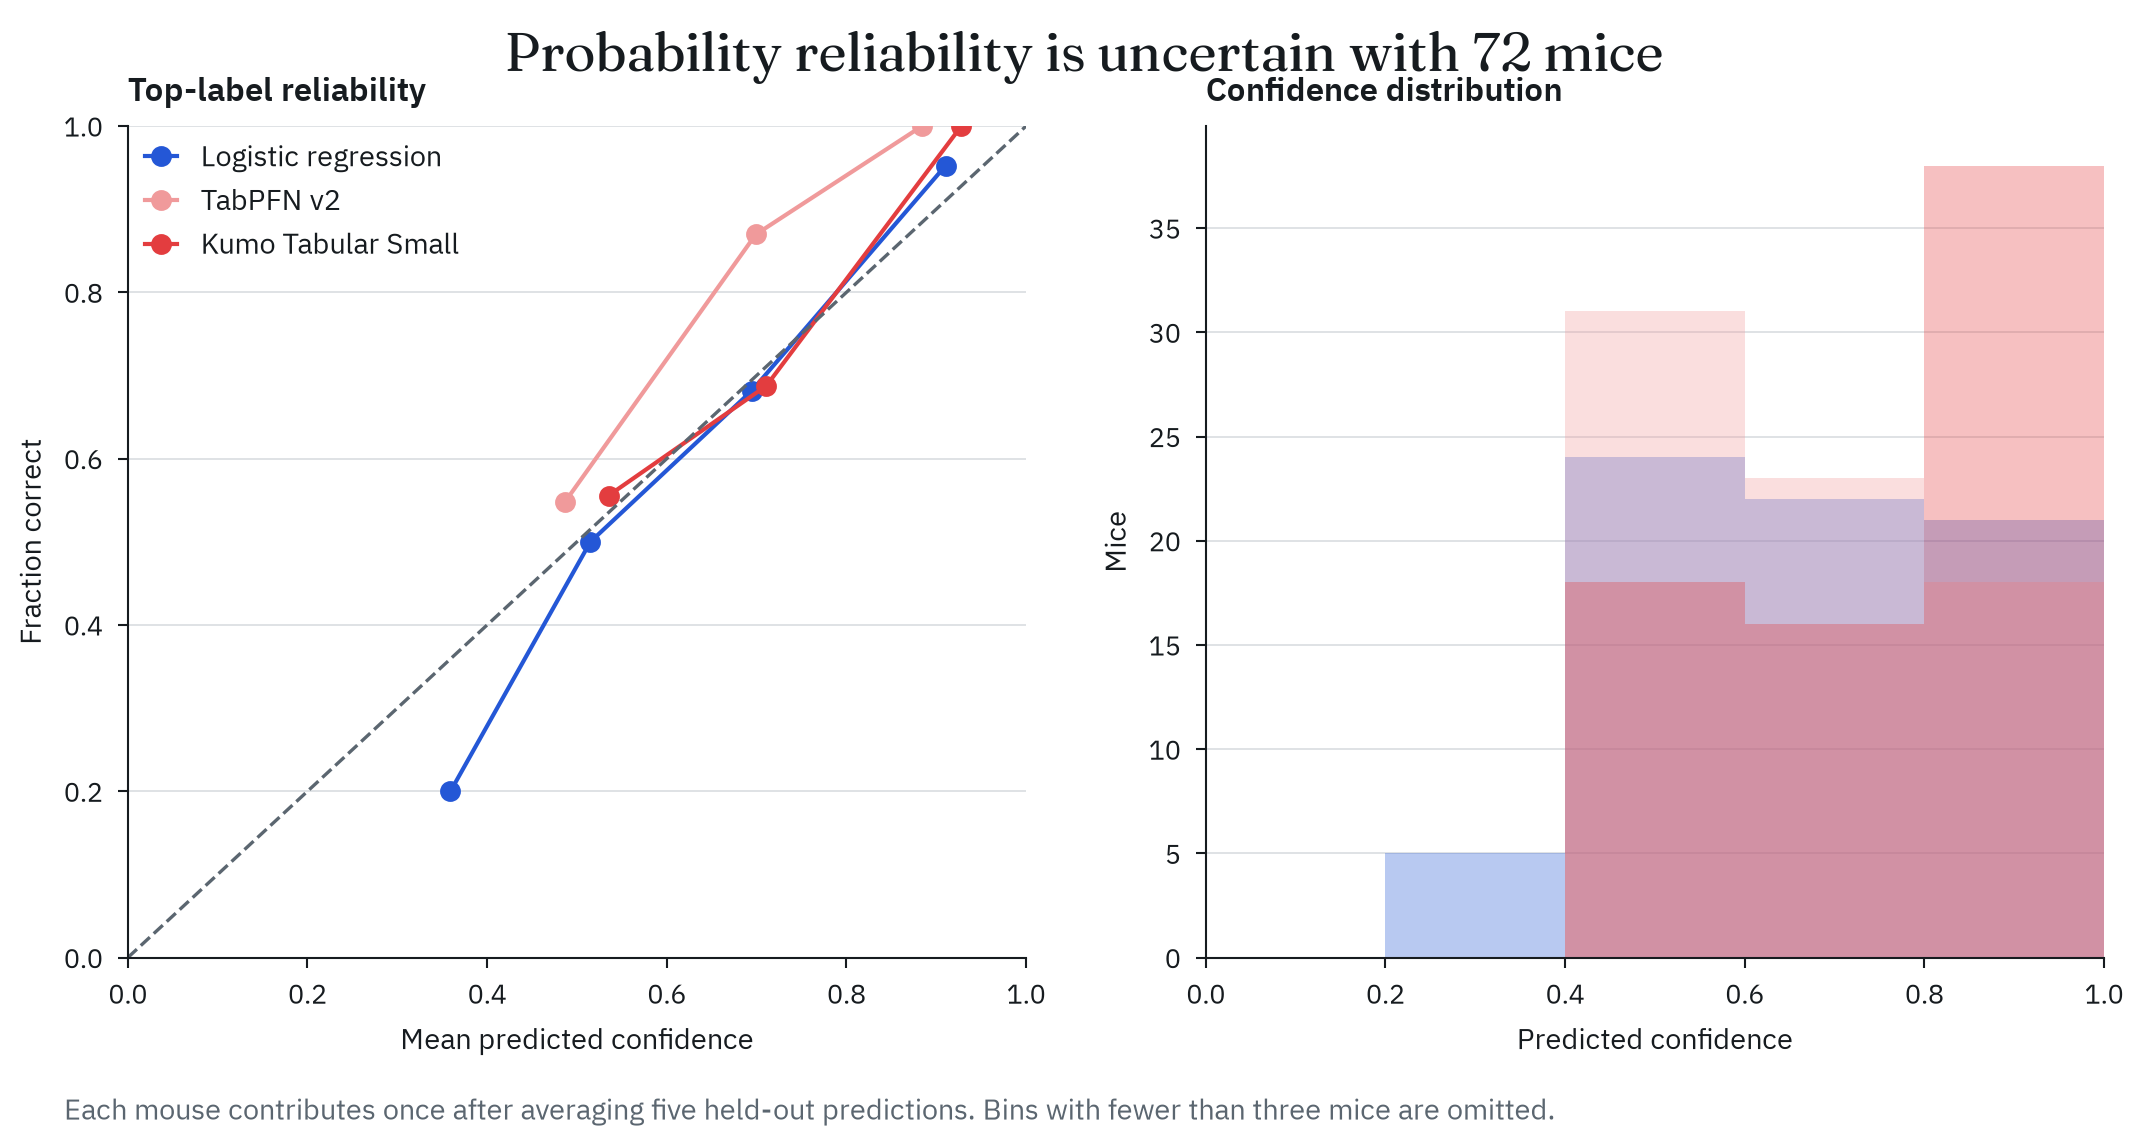 Probability reliability is uncertain with 72 mice
Top-label reliability
1.0
0.8
0.6
0.4
0.2
0.0
Fraction correct
Logistic regression
TabPFN v2
Kumo Tabular Small
0.0 0.2 0.4 0.6 0.8 1.0
Mean predicted confidence
Confidence distribution
35
30
25
20
15
10
5
0
Mice
0.0 0.2 0.4 0.6 0.8 1.0
Predicted confidence
Each mouse contributes once after averaging five held-out predictions. Bins with fewer than three mice are omitted.